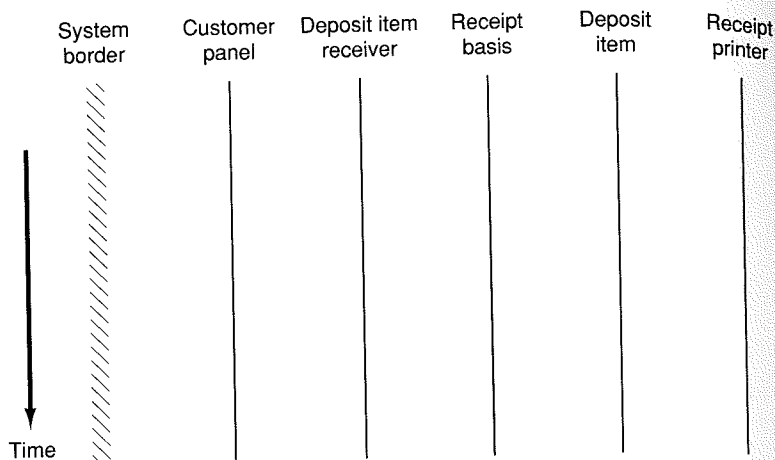 System
border
Customer
panel
Deposit item
receiver
Receipt
basis
Deposit
item
Receipt
printer
Time